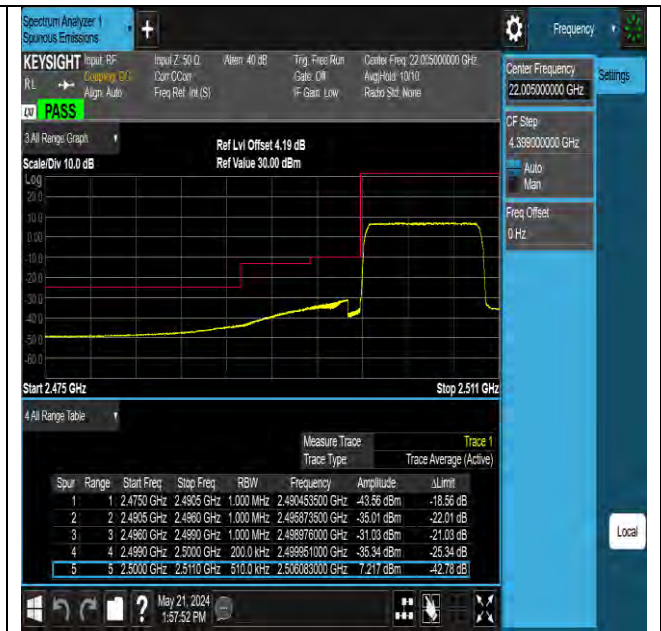 Spectrum Analyzer 1
Spurious Emissions
+
Frequency
KEYSIGHT
RL
Input: RF
Coupling: DC
Align: Auto
Input Z: 50 Ω
Corr CCorr
Freq Ref: Int (S)
Atten: 40 dB
Trig: Free Run
Gate: Off
IF Gain: Low
Center Freq: 22.005000000 GHz
Avg|Hold: 10/10
Radio Std: None
PASS
Center Frequency
22.005000000 GHz
Settings
CF Step
4.399000000 GHz
Auto
Man
Freq Offset
0 Hz
Local
3 All Range Graph
Scale/Div 10.0 dB
Ref Lvl Offset 4.19 dB
Ref Value 30.00 dBm
Log
20.0
10.0
0.00
-10.0
-20.0
-30.0
-40.0
-50.0
-60.0
Start 2.475 GHz
Stop 2.511 GHz
4 All Range Table
Measure Trace Trace 1
Trace Type Trace Average (Active)
Spur Range Start Freq Stop Freq RBW Frequency Amplitude ΔLimit
1 1 2.4750 GHz 2.4905 GHz 1.000 MHz 2.490453500 GHz -43.56 dBm -18.56 dB
2 2 2.4905 GHz 2.4960 GHz 1.000 MHz 2.495873500 GHz -35.01 dBm -22.01 dB
3 3 2.4960 GHz 2.4990 GHz 1.000 MHz 2.498976000 GHz -31.03 dBm -21.03 dB
4 4 2.4990 GHz 2.5000 GHz 200.0 kHz 2.499951000 GHz -35.34 dBm -25.34 dB
5 5 2.5000 GHz 2.5110 GHz 510.0 kHz 2.506083000 GHz 7.217 dBm -42.78 dB
?
May 21, 2024
1:57:52 PM